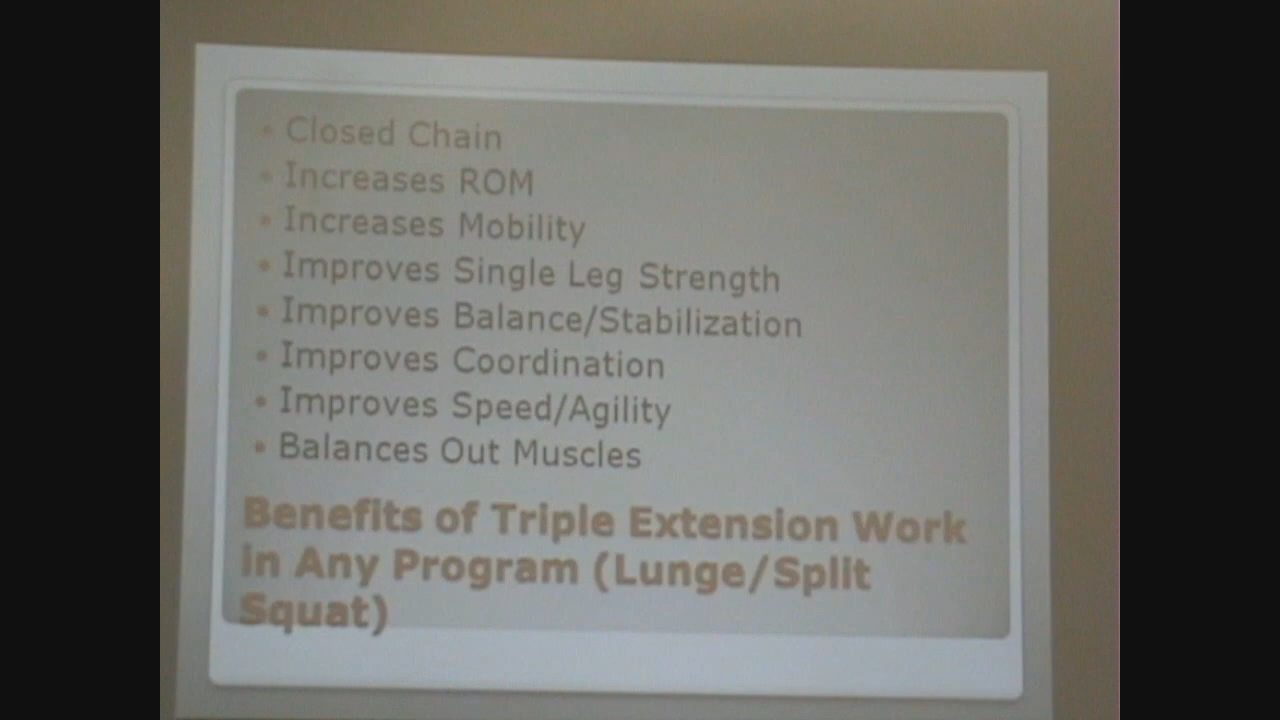 • Closed Chain
• Increases ROM
• Increases Mobility
• Improves Single Leg Strength
• Improves Balance/Stabilization
• Improves Coordination
• Improves Speed/Agility
• Balances Out Muscles
Benefits of Triple Extension Work
in Any Program (Lunge/Split
Squat)